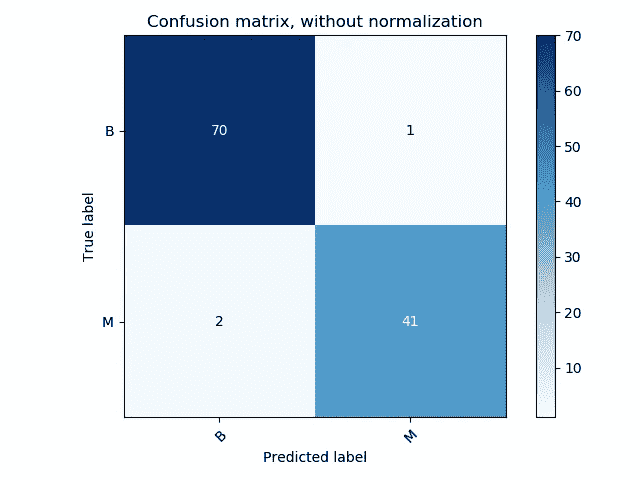 Confusion matrix, without normalization
True label
B
M
70
1
2
41
B
M
Predicted label
70
60
50
40
30
20
10